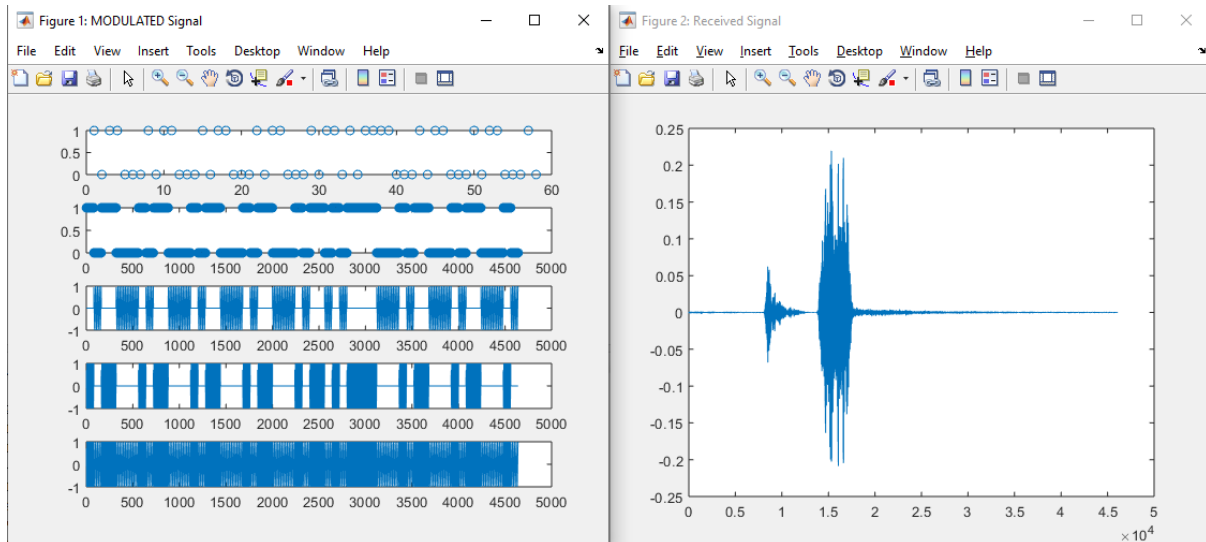 Figure 1: MODULATED Signal
File Edit View Insert Tools Desktop Window Help
1
0.5
0
0 10 20 30 40 50 60
1
0.5
0
0 500 1000 1500 2000 2500 3000 3500 4000 4500 5000
1
0
-1
0 500 1000 1500 2000 2500 3000 3500 4000 4500 5000
1
0
-1
0 500 1000 1500 2000 2500 3000 3500 4000 4500 5000
1
0
-1
0 500 1000 1500 2000 2500 3000 3500 4000 4500 5000
Figure 2: Received Signal
File Edit View Insert Tools Desktop Window Help
0.25
0.2
0.15
0.1
0.05
0
-0.05
-0.1
-0.15
-0.2
-0.25
0 0.5 1 1.5 2 2.5 3 3.5 4 4.5 5
×10⁴